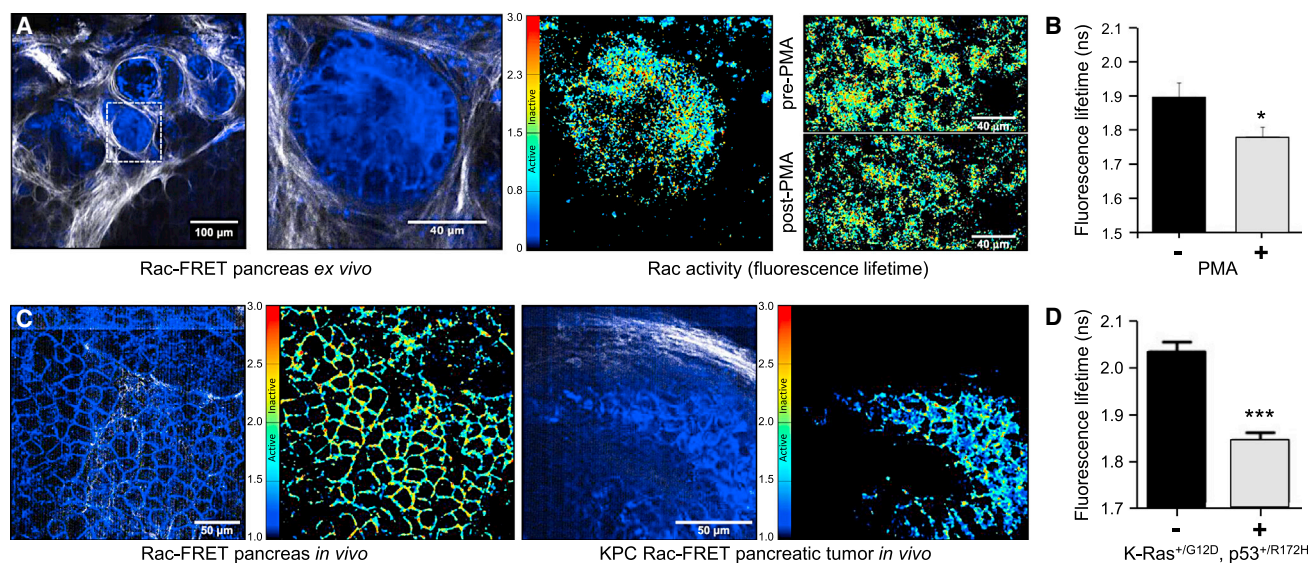 A
100 µm
40 µm
3.0
2.3
1.5
0.8
0
Inactive
Active
pre-PMA
40 µm
post-PMA
40 µm
Rac-FRET pancreas ex vivo
Rac activity (fluorescence lifetime)
B
Fluorescence lifetime (ns)
2.0
1.9
1.8
1.7
1.6
1.5
*
- +
PMA
C
50 µm
3.0
2.5
2.0
1.5
1.0
Inactive
Active
50 µm
3.0
2.5
2.0
1.5
1.0
Inactive
Active
Rac-FRET pancreas in vivo
KPC Rac-FRET pancreatic tumor in vivo
D
Fluorescence lifetime (ns)
2.1
2.0
1.9
1.8
1.7
***
- +
K-Ras+/G12D, p53+/R172H